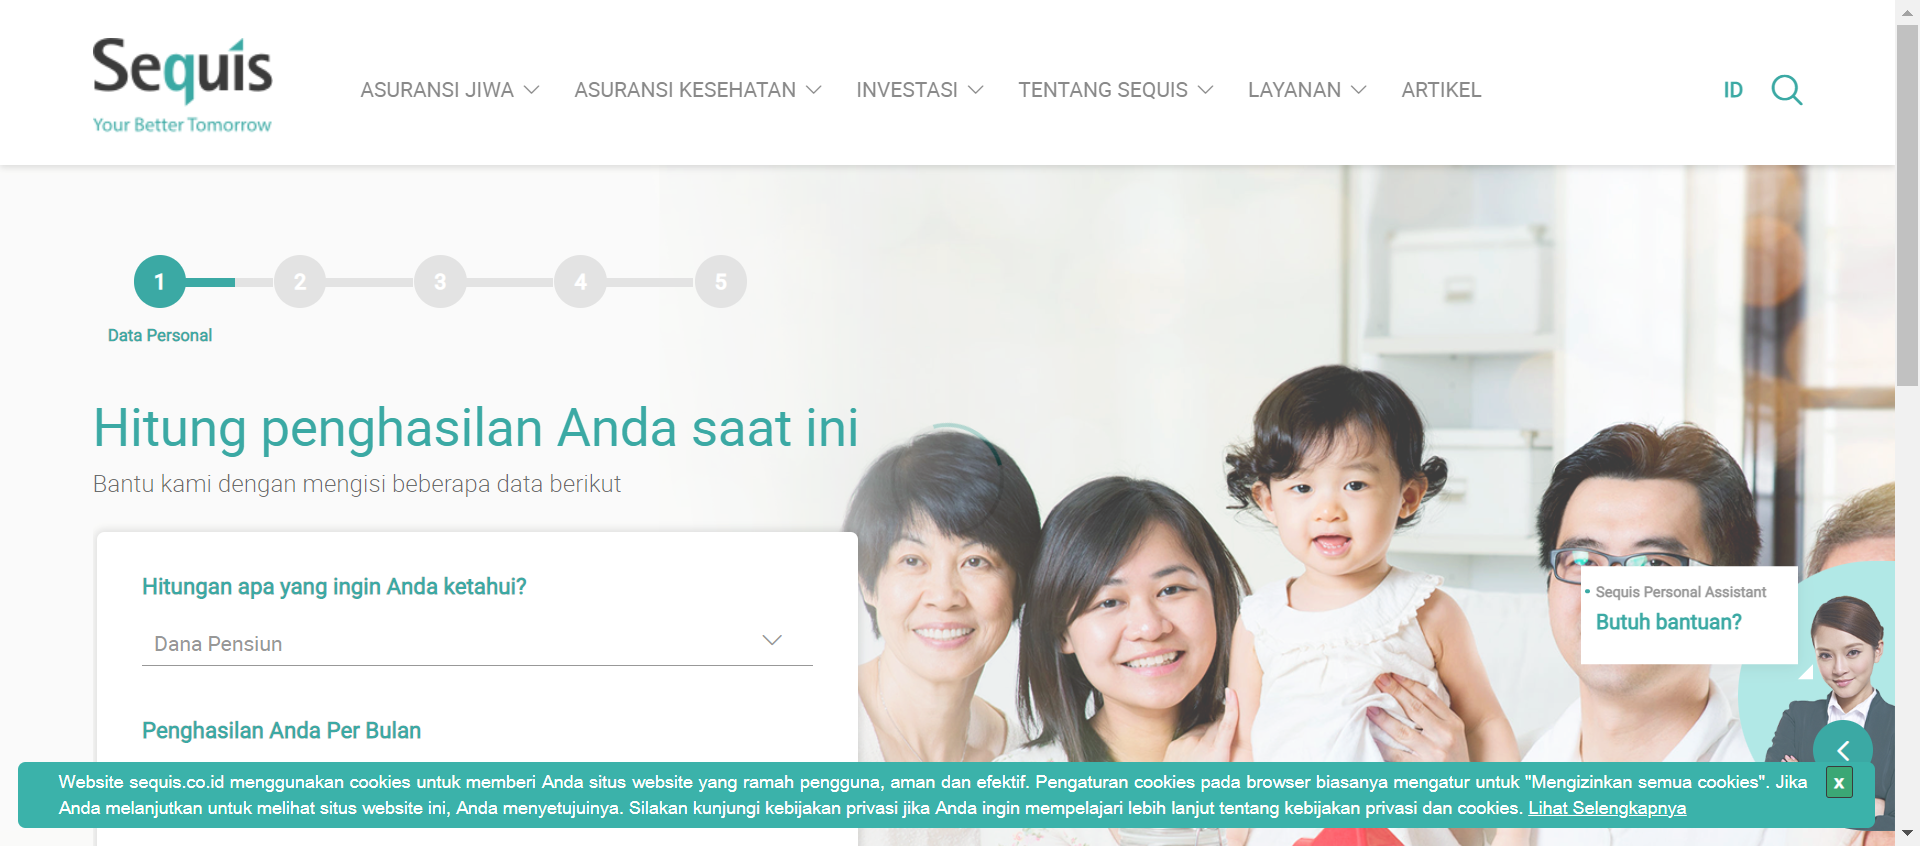 Sequis
Your Better Tomorrow
ASURANSI JIWA
ASURANSI KESEHATAN
INVESTASI
TENTANG SEQUIS
LAYANAN
ARTIKEL
ID
1
2
3
4
5
Data Personal
Hitung penghasilan Anda saat ini
Bantu kami dengan mengisi beberapa data berikut
Hitungan apa yang ingin Anda ketahui?
Dana Pensiun
Penghasilan Anda Per Bulan
Sequis Personal Assistant
Butuh bantuan?
Website sequis.co.id menggunakan cookies untuk memberi Anda situs website yang ramah pengguna, aman dan efektif. Pengaturan cookies pada browser biasanya mengatur untuk "Mengizinkan semua cookies". Jika
Anda melanjutkan untuk melihat situs website ini, Anda menyetujuinya. Silakan kunjungi kebijakan privasi jika Anda ingin mempelajari lebih lanjut tentang kebijakan privasi dan cookies. Lihat Selengkapnya
x